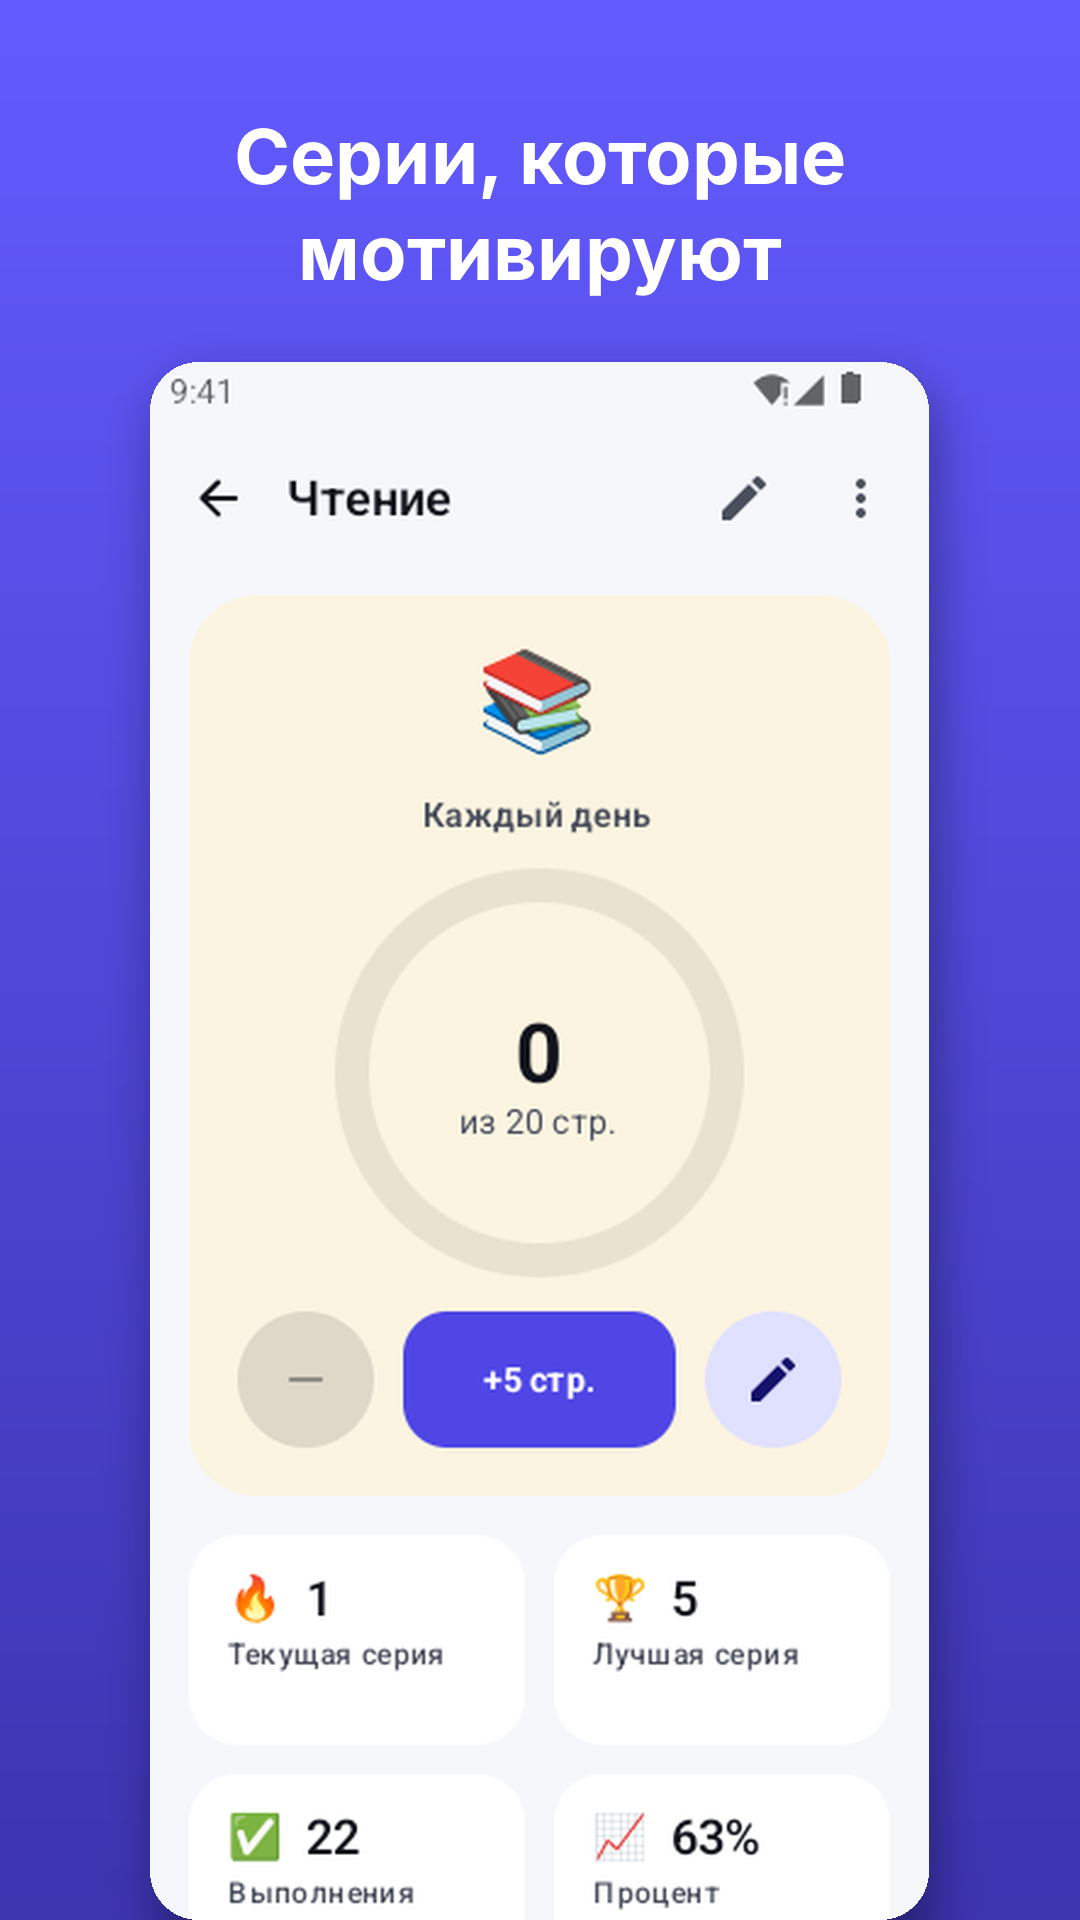 Серии, которые
мотивируют
9:41
Чтение
Каждый день
0
из 20 стр.
+5 стр.
1
Текущая серия
5
Лучшая серия
22
Выполнения
63%
Процент